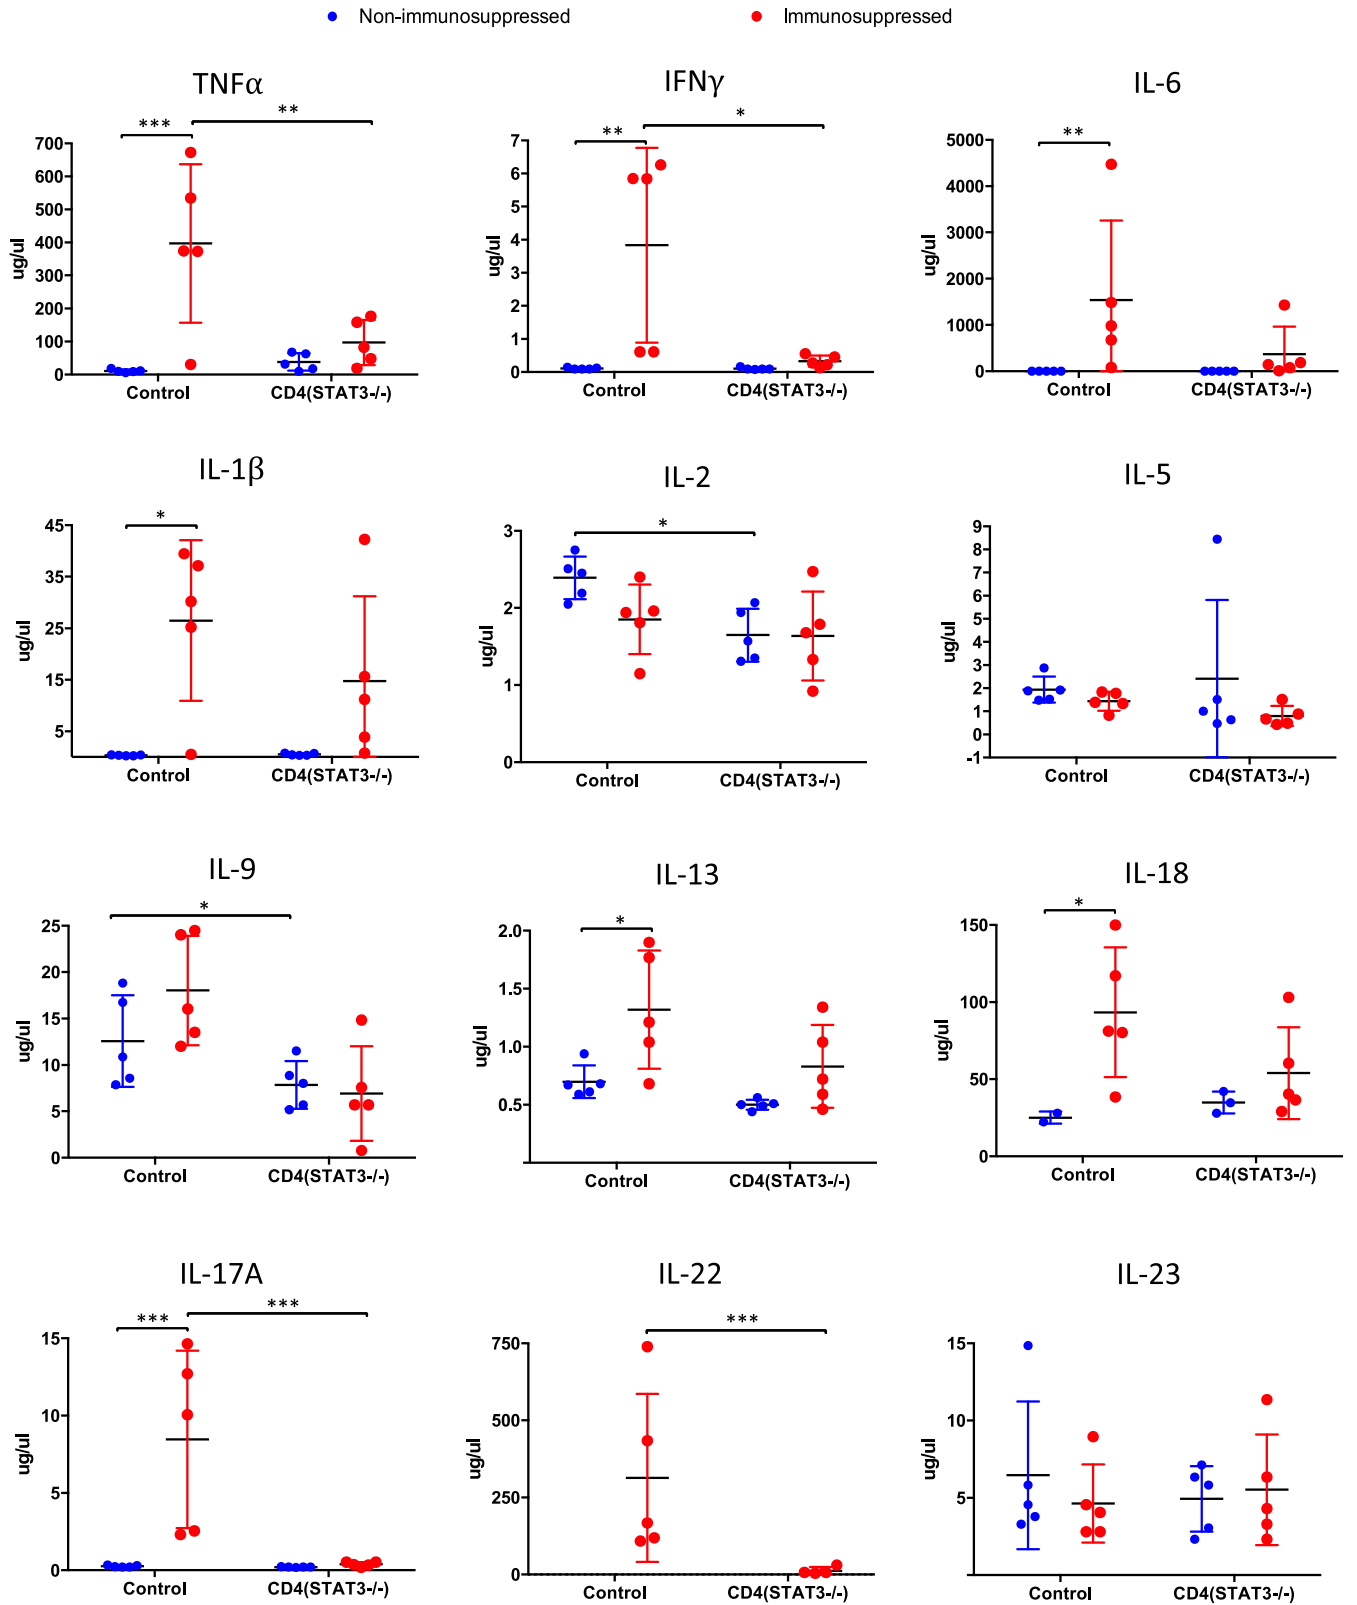 Non-immunosuppressed Immunosuppressed
TNFα
***
**
700
600
500
400
300
200
100
0
ug/ul
Control CD4(STAT3-/-)
IFNγ
**
*
7
6
5
4
3
2
1
0
ug/ul
Control CD4(STAT3-/-)
IL-6
**
5000
4000
3000
2000
1000
0
ug/ul
Control CD4(STAT3-/-)
IL-1β
*
45
35
25
15
5
ug/ul
Control CD4(STAT3-/-)
IL-2
*
3
2
1
0
ug/ul
Control CD4(STAT3-/-)
IL-5
9
8
7
6
5
4
3
2
1
0
-1
ug/ul
Control CD4(STAT3-/-)
IL-9
*
25
20
15
10
5
0
ug/ul
Control CD4(STAT3-/-)
IL-13
*
2.0
1.5
1.0
0.5
ug/ul
Control CD4(STAT3-/-)
IL-18
*
150
100
50
0
ug/ul
Control CD4(STAT3-/-)
IL-17A
***
***
15
10
5
0
ug/ul
Control CD4(STAT3-/-)
IL-22
***
750
500
250
0
ug/ul
Control CD4(STAT3-/-)
IL-23
15
10
5
ug/ul
Control CD4(STAT3-/-)